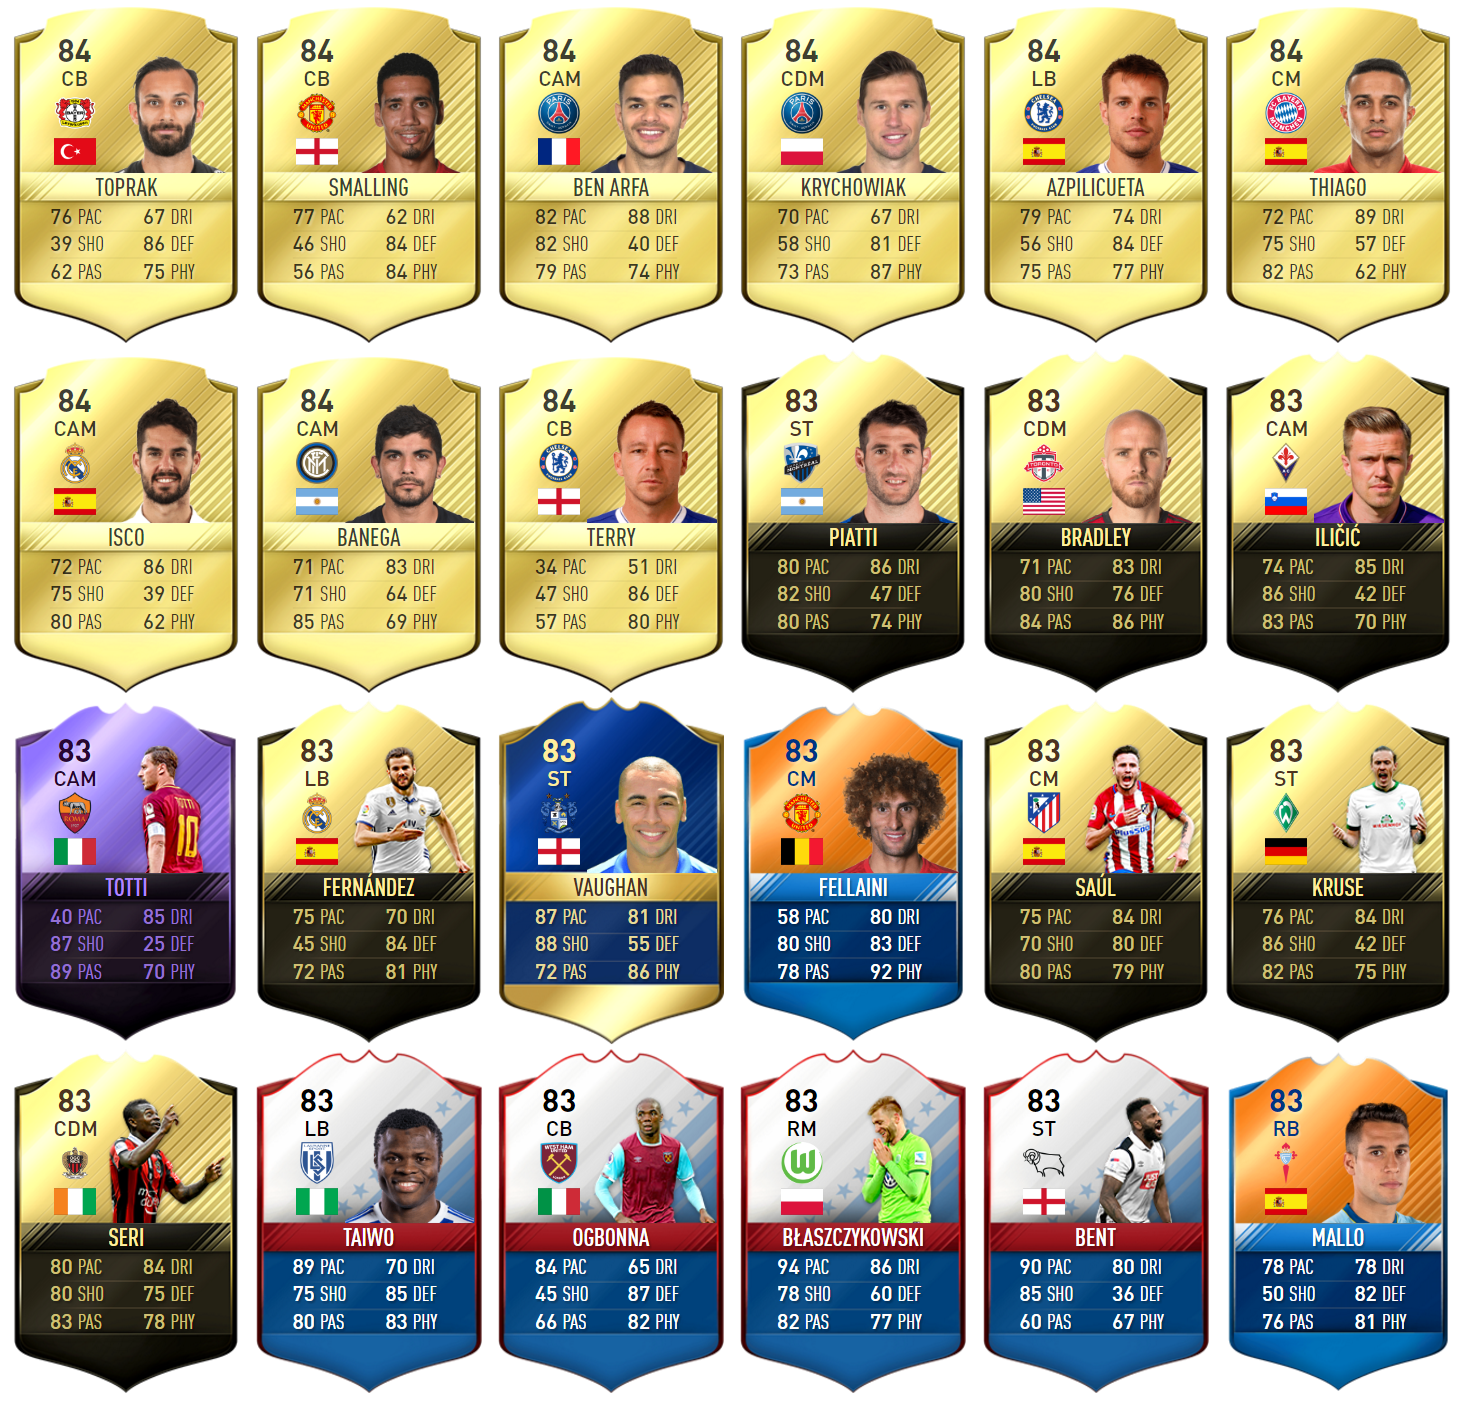 84
CB
TOPRAK
76 PAC 67 DRI
39 SHO 86 DEF
62 PAS 75 PHY
84
CB
SMALLING
77 PAC 62 DRI
46 SHO 84 DEF
56 PAS 84 PHY
84
CAM
PARIS
BEN ARFA
82 PAC 88 DRI
82 SHO 40 DEF
79 PAS 74 PHY
84
CDM
PARIS
KRYCHOWIAK
70 PAC 67 DRI
58 SHO 81 DEF
73 PAS 87 PHY
84
LB
AZPILICUETA
79 PAC 74 DRI
56 SHO 84 DEF
75 PAS 77 PHY
84
CM
THIAGO
72 PAC 89 DRI
75 SHO 57 DEF
82 PAS 62 PHY
84
CAM
ISCO
72 PAC 86 DRI
75 SHO 39 DEF
80 PAS 62 PHY
84
CAM
BANEGA
71 PAC 83 DRI
71 SHO 64 DEF
85 PAS 69 PHY
84
CB
TERRY
34 PAC 51 DRI
47 SHO 86 DEF
57 PAS 80 PHY
83
ST
MONTREAL
PIATTI
80 PAC 86 DRI
82 SHO 47 DEF
80 PAS 74 PHY
83
CDM
TORONTO
BRADLEY
71 PAC 83 DRI
80 SHO 76 DEF
84 PAS 86 PHY
83
CAM
ILIČIĆ
74 PAC 85 DRI
86 SHO 42 DEF
83 PAS 70 PHY
83
CAM
ROMA
TOTTI
10
TOTTI
40 PAC 85 DRI
87 SHO 25 DEF
89 PAS 70 PHY
83
LB
FERNÁNDEZ
75 PAC 70 DRI
45 SHO 84 DEF
72 PAS 81 PHY
83
ST
VAUGHAN
87 PAC 81 DRI
88 SHO 55 DEF
72 PAS 86 PHY
83
CM
FELLAINI
58 PAC 80 DRI
80 SHO 83 DEF
78 PAS 92 PHY
83
CM
SAÚL
75 PAC 84 DRI
70 SHO 80 DEF
80 PAS 79 PHY
83
ST
WIESENHOF
KRUSE
76 PAC 84 DRI
86 SHO 42 DEF
82 PAS 75 PHY
83
CDM
SERI
80 PAC 84 DRI
80 SHO 75 DEF
83 PAS 78 PHY
83
LB
TAIWO
89 PAC 70 DRI
75 SHO 85 DEF
80 PAS 83 PHY
83
CB
WEST HAM
UNITED
OGBONNA
84 PAC 65 DRI
45 SHO 87 DEF
66 PAS 82 PHY
83
RM
BŁASZCZYKOWSKI
94 PAC 86 DRI
78 SHO 60 DEF
82 PAS 77 PHY
83
ST
BENT
90 PAC 80 DRI
85 SHO 36 DEF
60 PAS 67 PHY
83
RB
MALLO
78 PAC 78 DRI
50 SHO 82 DEF
76 PAS 81 PHY